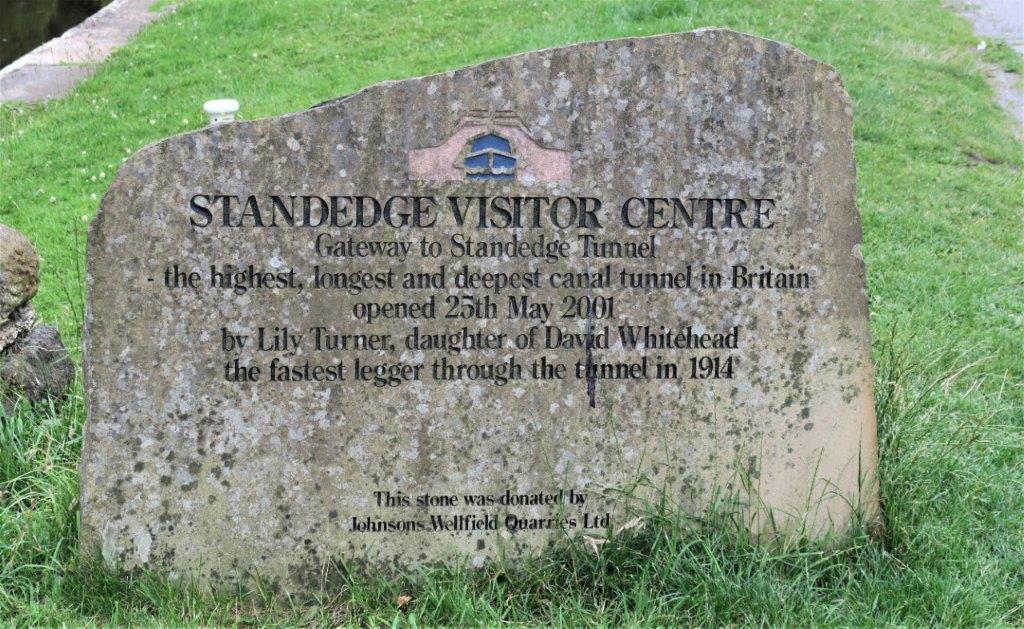 STANDEDGE VISITOR CENTRE
Gateway to Standedge Tunnel
- the highest, longest and deepest canal tunnel in Britain
opened 25th May 2001
by Lily Turner, daughter of David Whitehead
the fastest legger through the tunnel in 1914
This stone was donated by
Johnsons Wellfield Quarries Ltd